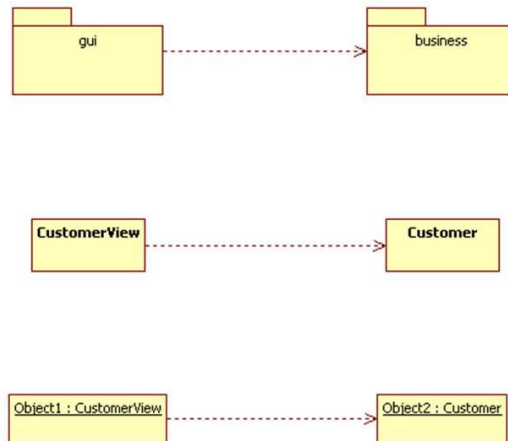 gui
business
CustomerView
Customer
Object1 : CustomerView
Object2 : Customer